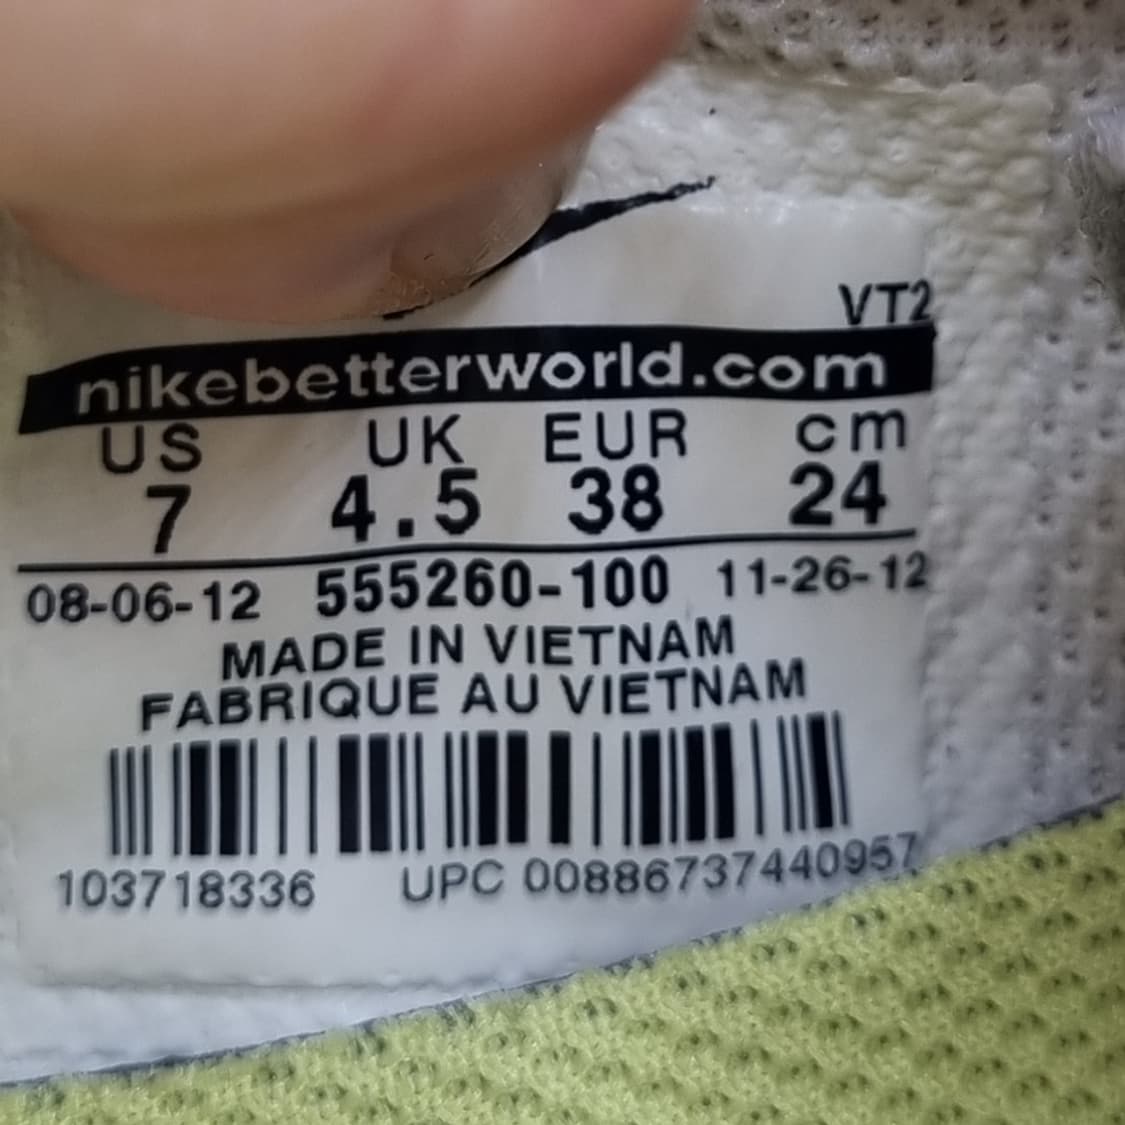 VT2
nikebetterworld.com
US UK EUR cm
7 4.5 38 24
08-06-12 555260-100 11-26-12
MADE IN VIETNAM
FABRIQUE AU VIETNAM
103718336 UPC 00886737440957